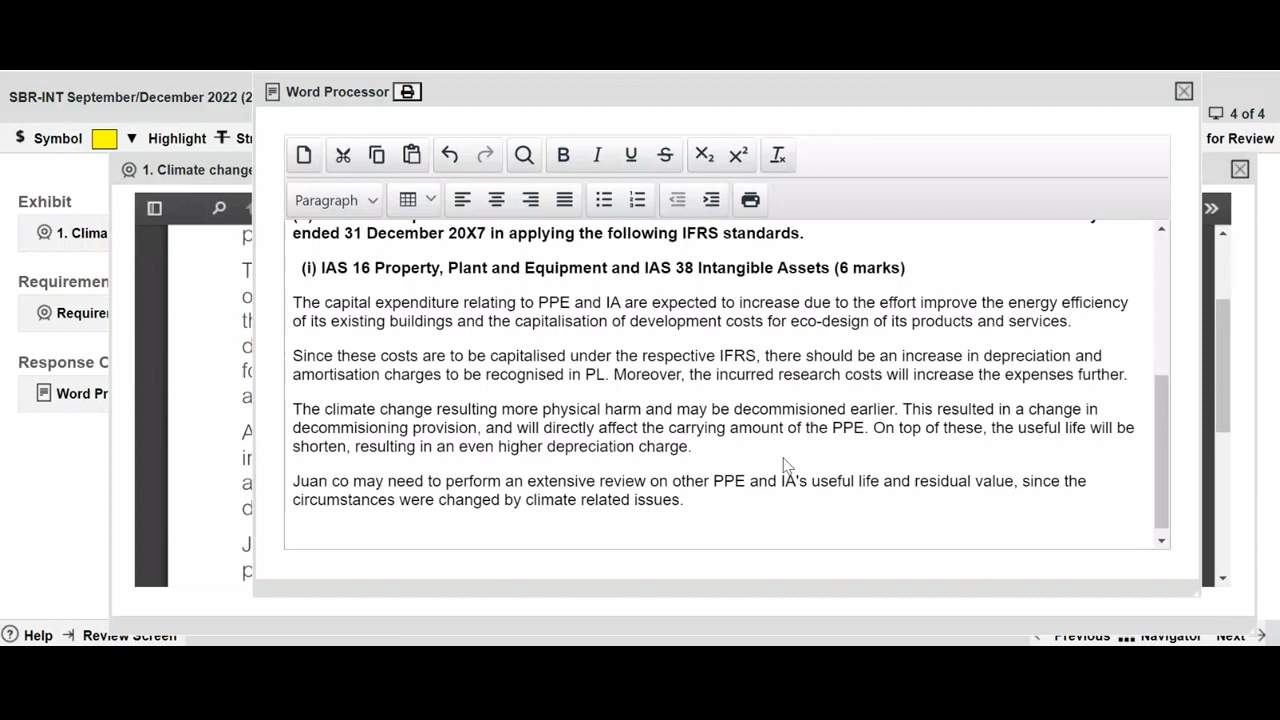 SBR-INT September/December 2022 (2
Word Processor
4 of 4
$ Symbol Highlight T
for Review
1. Climate change
Paragraph
Exhibit
1. Clima
Requirement
Require
Response
Word Pr
ended 31 December 20X7 in applying the following IFRS standards.
(i) IAS 16 Property, Plant and Equipment and IAS 38 Intangible Assets (6 marks)
The capital expenditure relating to PPE and IA are expected to increase due to the effort improve the energy efficiency
of its existing buildings and the capitalisation of development costs for eco-design of its products and services.
Since these costs are to be capitalised under the respective IFRS, there should be an increase in depreciation and
amortisation charges to be recognised in PL. Moreover, the incurred research costs will increase the expenses further.
The climate change resulting more physical harm and may be decommisioned earlier. This resulted in a change in
decommisioning provision, and will directly affect the carrying amount of the PPE. On top of these, the useful life will be
shorten, resulting in an even higher depreciation charge.
Juan co may need to perform an extensive review on other PPE and IA's useful life and residual value, since the
circumstances were changed by climate related issues.
Help Review Screen
Previous Navigator Next